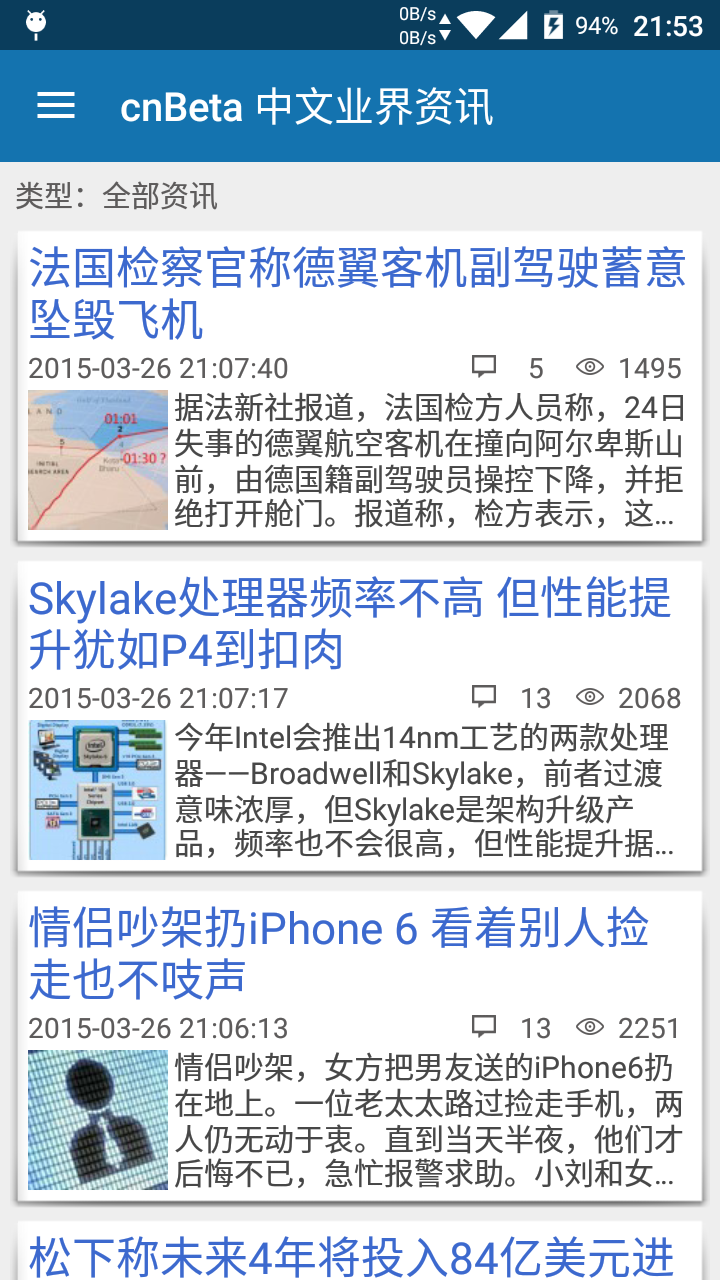 0B/s
0B/s
94%
21:53
cnBeta 中文业界资讯
类型：全部资讯
法国检察官称德翼客机副驾驶蓄意
坠毁飞机
2015-03-26 21:07:40
5
1495
01:01
2
5
4
01:30 ?
INITIAL
据法新社报道，法国检方人员称，24日
失事的德翼航空客机在撞向阿尔卑斯山
前，由德国籍副驾驶员操控下降，并拒
绝打开舱门。报道称，检方表示，这…
Skylake处理器频率不高 但性能提
升犹如P4到扣肉
2015-03-26 21:07:17
13
2068
今年Intel会推出14nm工艺的两款处理
器——Broadwell和Skylake，前者过渡
意味浓厚，但Skylake是架构升级产
品，频率也不会很高，但性能提升据…
情侣吵架扔iPhone 6 看着别人捡
走也不吱声
2015-03-26 21:06:13
13
2251
情侣吵架，女方把男友送的iPhone6扔
在地上。一位老太太路过捡走手机，两
人仍无动于衷。直到当天半夜，他们才
后悔不已，急忙报警求助。小刘和女…
松下称未来4年将投入84亿美元进